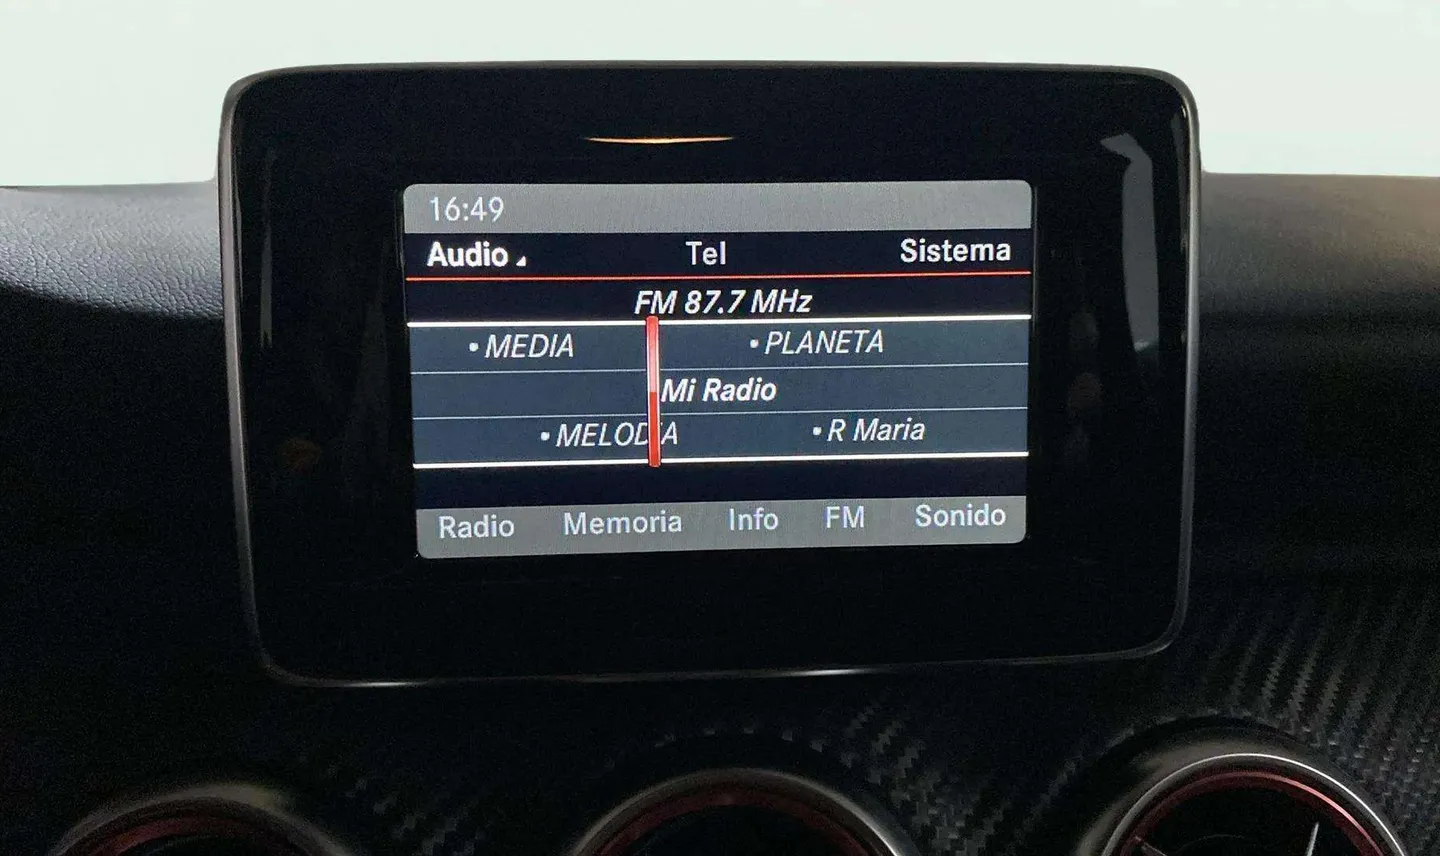 16:49
Audio Tel Sistema
FM 87.7 MHz
• MEDIA • PLANETA
Mi Radio
• MELODIA • R Maria
Radio Memoria Info FM Sonido